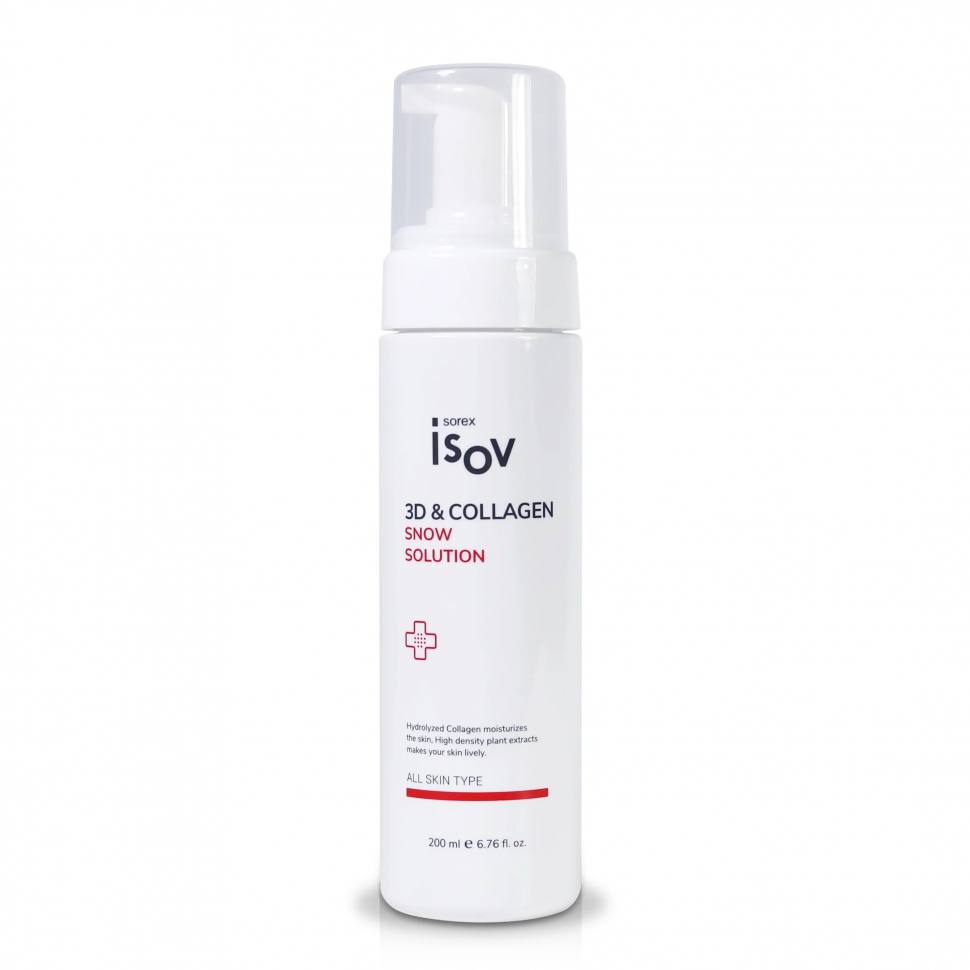 sorex
isov
3D & COLLAGEN
SNOW
SOLUTION
Hydrolyzed Collagen moisturizes
the skin, High density plant extracts
makes your skin lively.
ALL SKIN TYPE
200 ml ℮ 6.76 fl. oz.